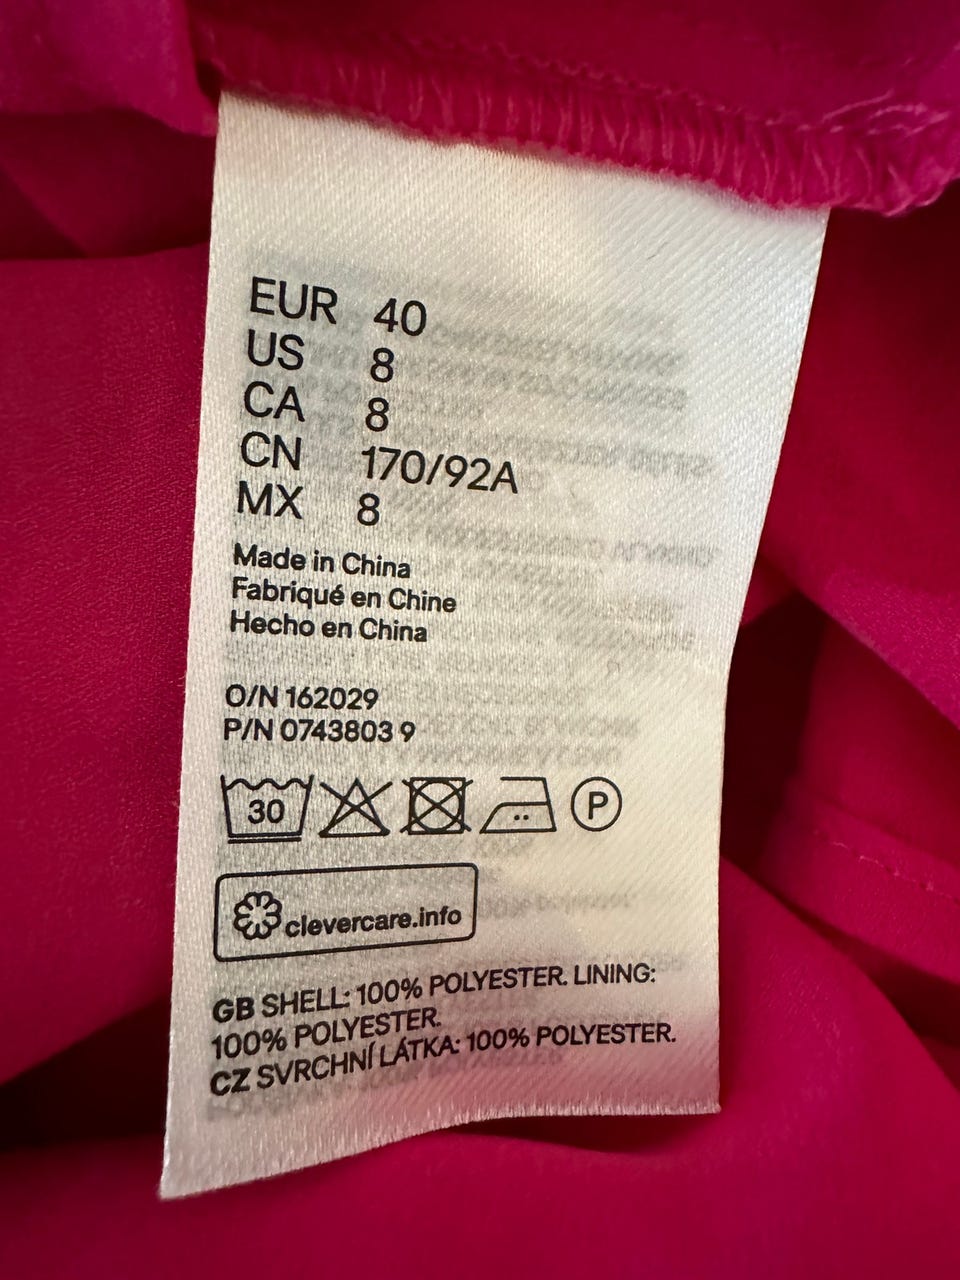 EUR 40
US 8
CA 8
CN 170/92A
MX 8
Made in China
Fabriqué en Chine
Hecho en China
O/N 162029
P/N 0743803 9
30
P
clevercare.info
GB SHELL: 100% POLYESTER. LINING:
100% POLYESTER.
CZ SVRCHNÍ LÁTKA: 100% POLYESTER.